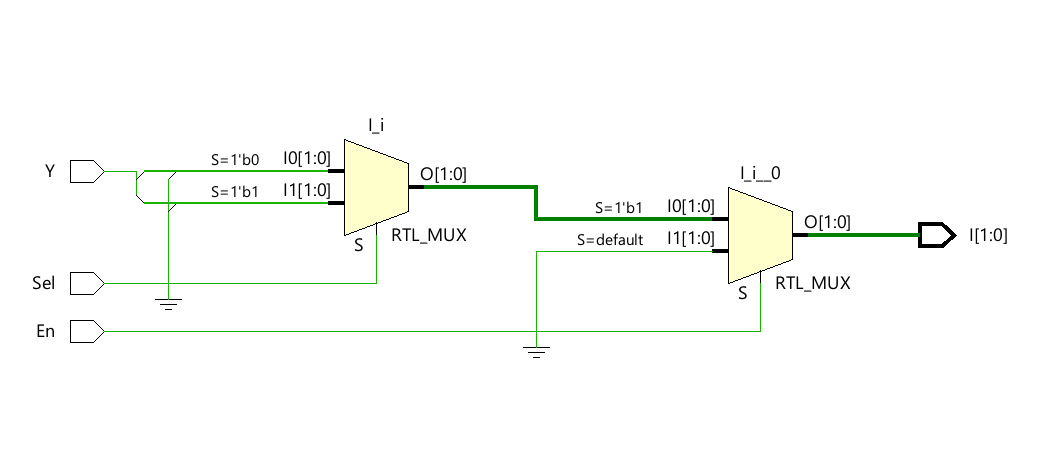 I_i
Y
S=1'b0
I0[1:0]
S=1'b1
I1[1:0]
O[1:0]
S
RTL_MUX
Sel
En
I_i__0
S=1'b1
I0[1:0]
S=default
I1[1:0]
O[1:0]
S
RTL_MUX
I[1:0]